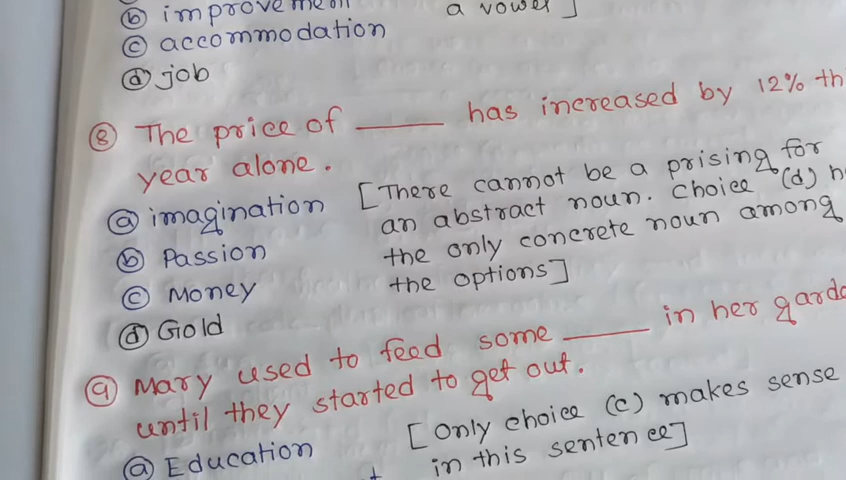 ⓑ improvement a vowel]
ⓒ accommodation
ⓓ job
⑧ The price of _____ has increased by 12% th
year alone.
ⓐ imagination [There cannot be a prising for
an abstract noun. Choice (d)
ⓑ Passion the only concrete noun among
ⓒ Money the options]
ⓓ Gold
⑨ Mary used to feed some _____ in her garde
until they started to get out.
[Only choice (c) makes sense
ⓐ Education in this sentence]